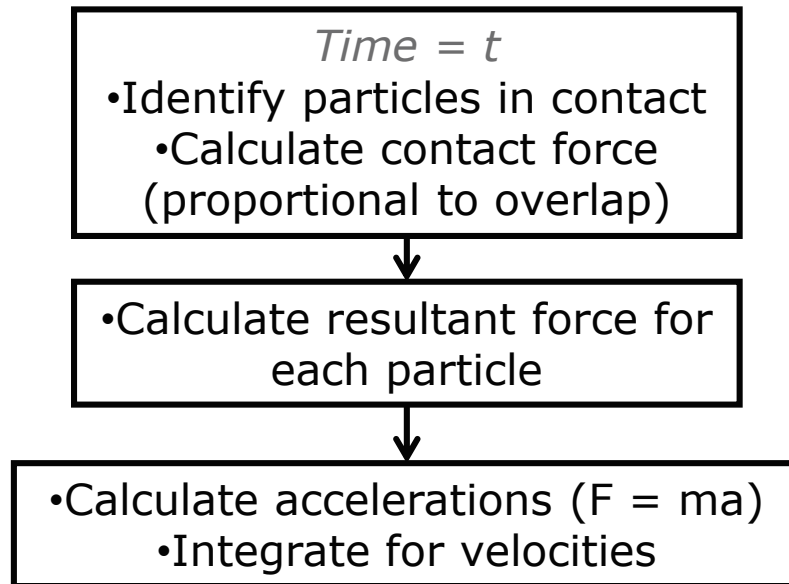 Time = t
•Identify particles in contact
•Calculate contact force
(proportional to overlap)
•Calculate resultant force for
each particle
•Calculate accelerations (F = ma)
•Integrate for velocities